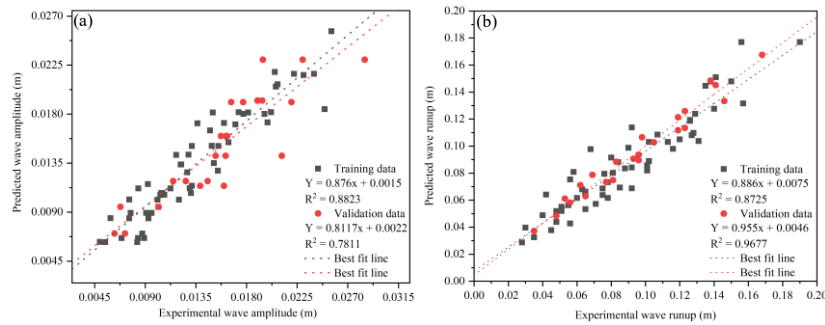 (a)
Predicted wave amplitude (m)
0.0270
0.0225
0.0180
0.0135
0.0090
0.0045
Training data
Y = 0.876x + 0.0015
R² = 0.8823
Validation data
Y = 0.8117x + 0.0022
R² = 0.7811
Best fit line
Best fit line
0.0045 0.0090 0.0135 0.0180 0.0225 0.0270 0.0315
Experimental wave amplitude (m)
(b)
Predicted wave runup (m)
0.20
0.18
0.16
0.14
0.12
0.10
0.08
0.06
0.04
0.02
0.00
Training data
Y = 0.886x + 0.0075
R² = 0.8725
Validation data
Y = 0.955x + 0.0046
R² = 0.9677
Best fit line
Best fit line
0.00 0.02 0.04 0.06 0.08 0.10 0.12 0.14 0.16 0.18 0.20
Experimental wave runup (m)